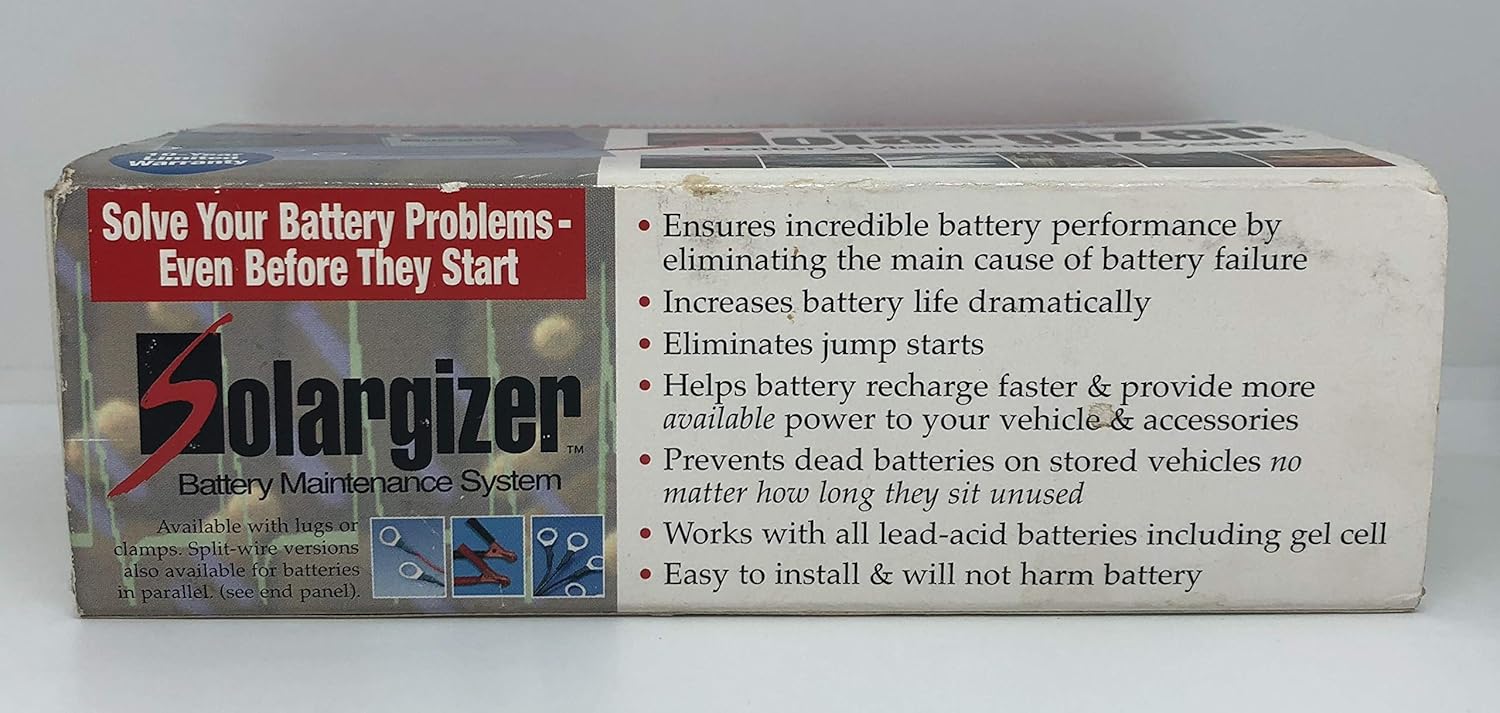 Limited
Warranty
Solargizer
Solve Your Battery Problems-
Even Before They Start
Solargizer™
Battery Maintenance System
Available with lugs or
clamps. Split-wire versions
also available for batteries
in parallel. (see end panel).
• Ensures incredible battery performance by
eliminating the main cause of battery failure
• Increases battery life dramatically
• Eliminates jump starts
• Helps battery recharge faster & provide more
available power to your vehicle & accessories
• Prevents dead batteries on stored vehicles no
matter how long they sit unused
• Works with all lead-acid batteries including gel cell
• Easy to install & will not harm battery